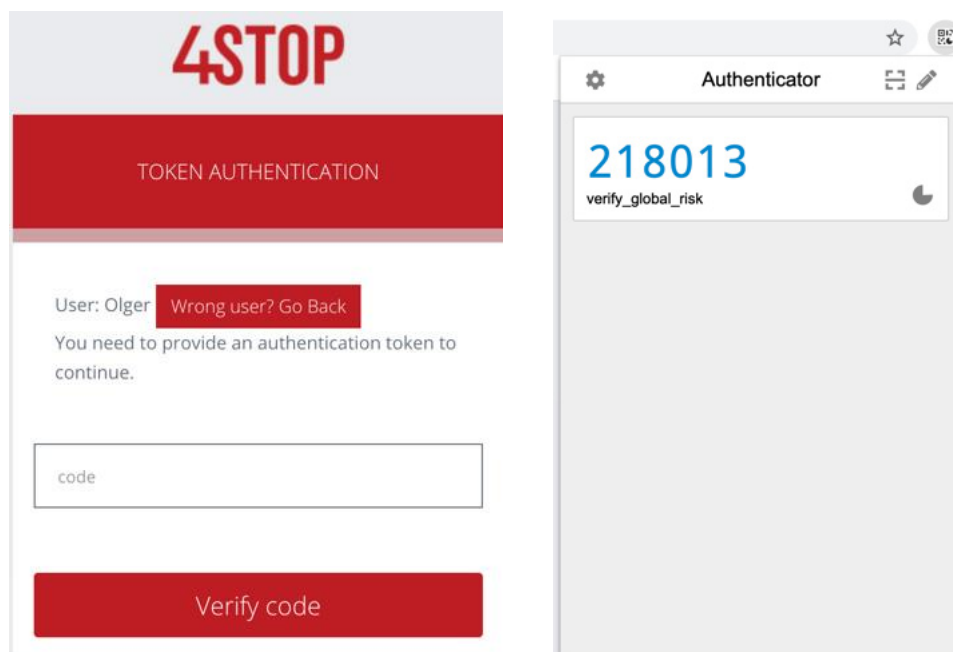 4STOP
TOKEN AUTHENTICATION
User: Olger Wrong user? Go Back
You need to provide an authentication token to
continue.
code
Verify code
Authenticator
218013
verify_global_risk